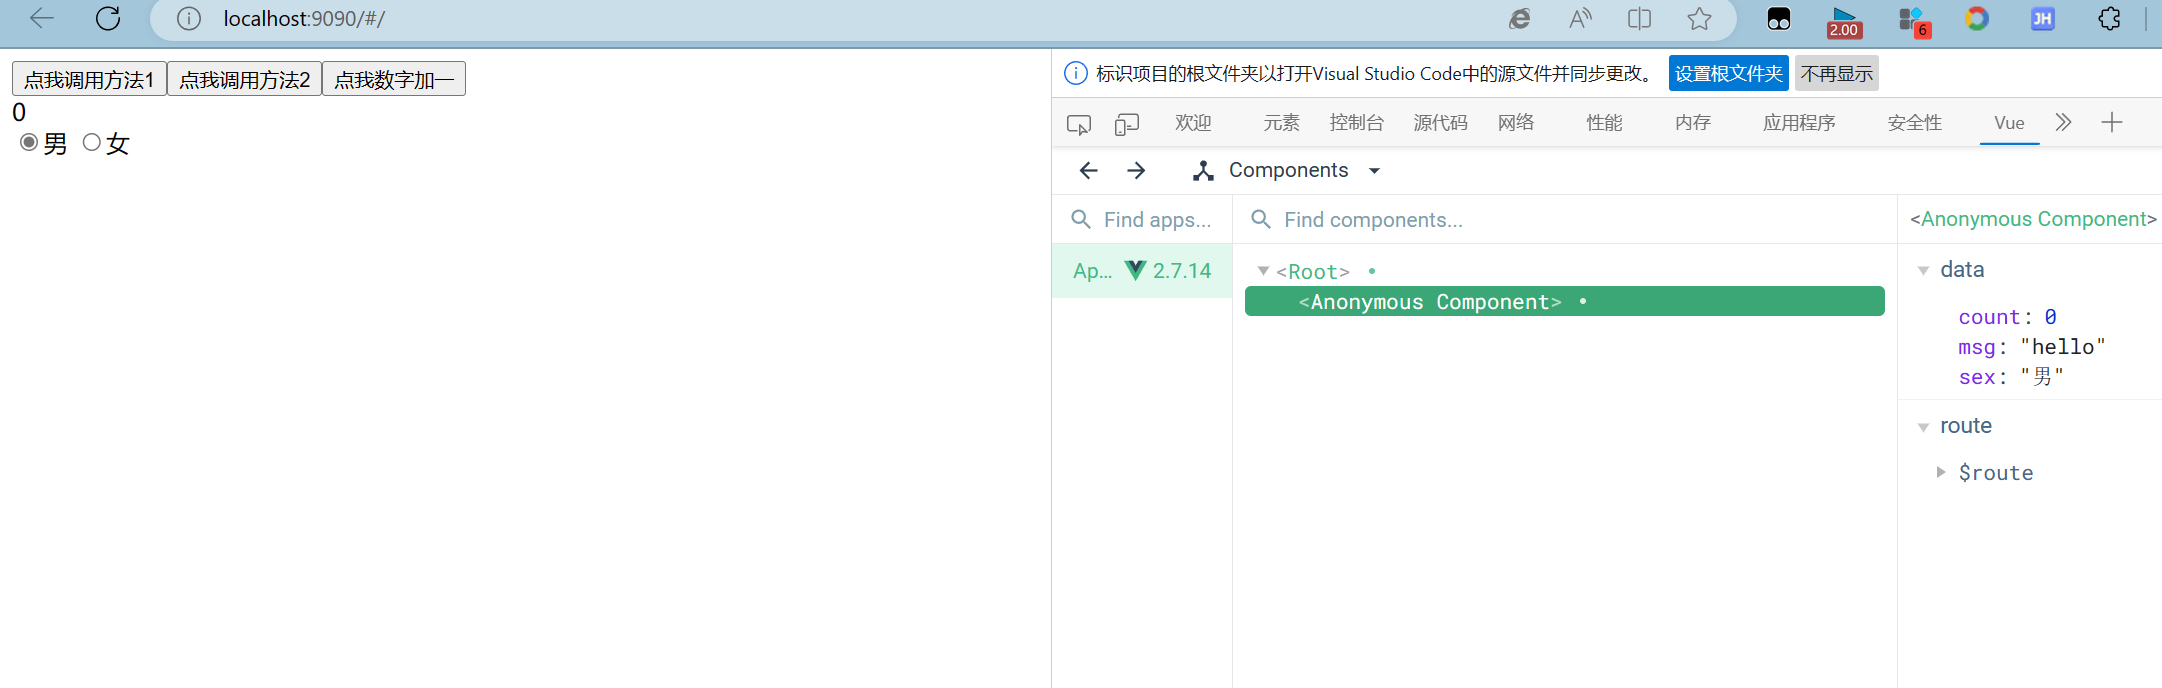 localhost:9090/#/
2.00
6
JH
点我调用方法1 点我调用方法2 点我数字加一
0
男 女
标识项目的根文件夹以打开Visual Studio Code中的源文件并同步更改。 设置根文件夹 不再显示
欢迎 元素 控制台 源代码 网络 性能 内存 应用程序 安全性 Vue
Components
Find apps... Find components... <Anonymous Component>
Ap... 2.7.14
<Root>
<Anonymous Component>
data
count: 0
msg: "hello"
sex: "男"
route
$route